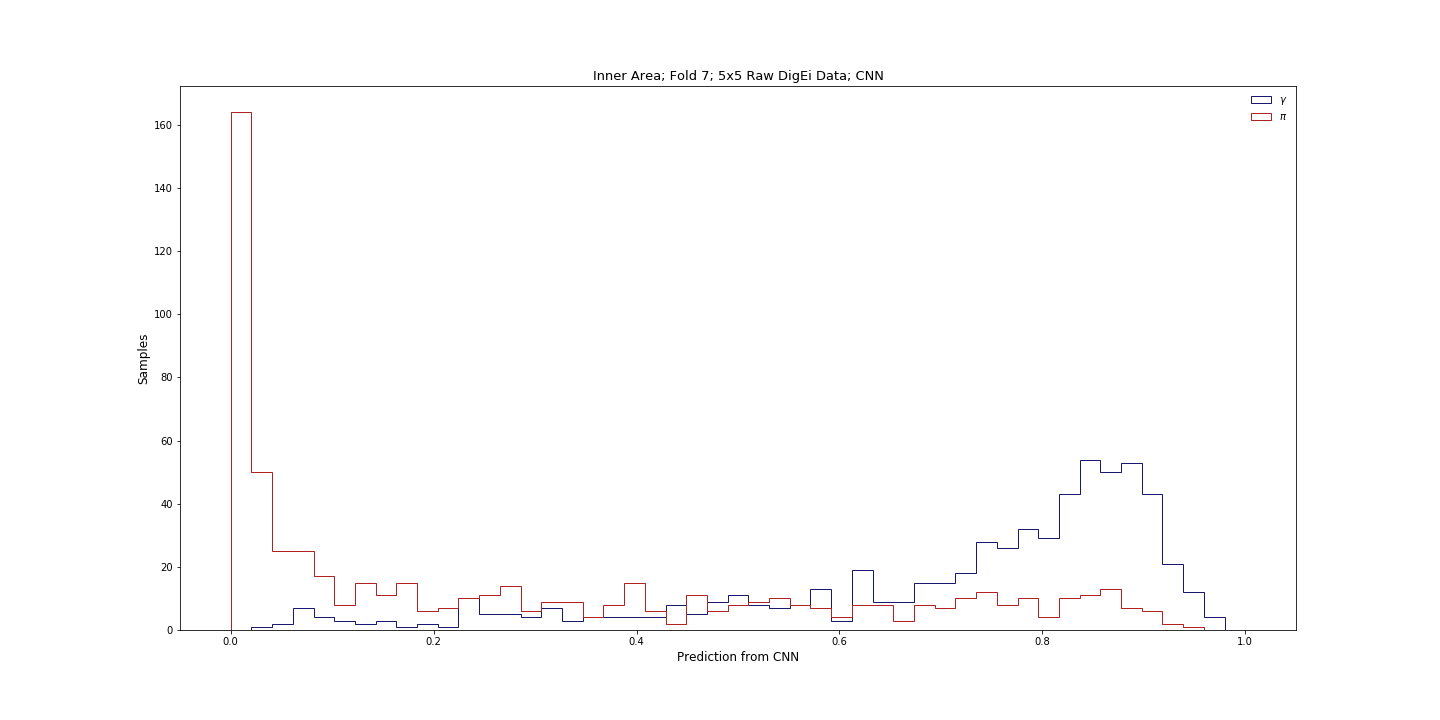 Inner Area; Fold 7; 5x5 Raw DigEi Data; CNN
γ
π
Samples
160
140
120
100
80
60
40
20
0
0.0 0.2 0.4 0.6 0.8 1.0
Prediction from CNN